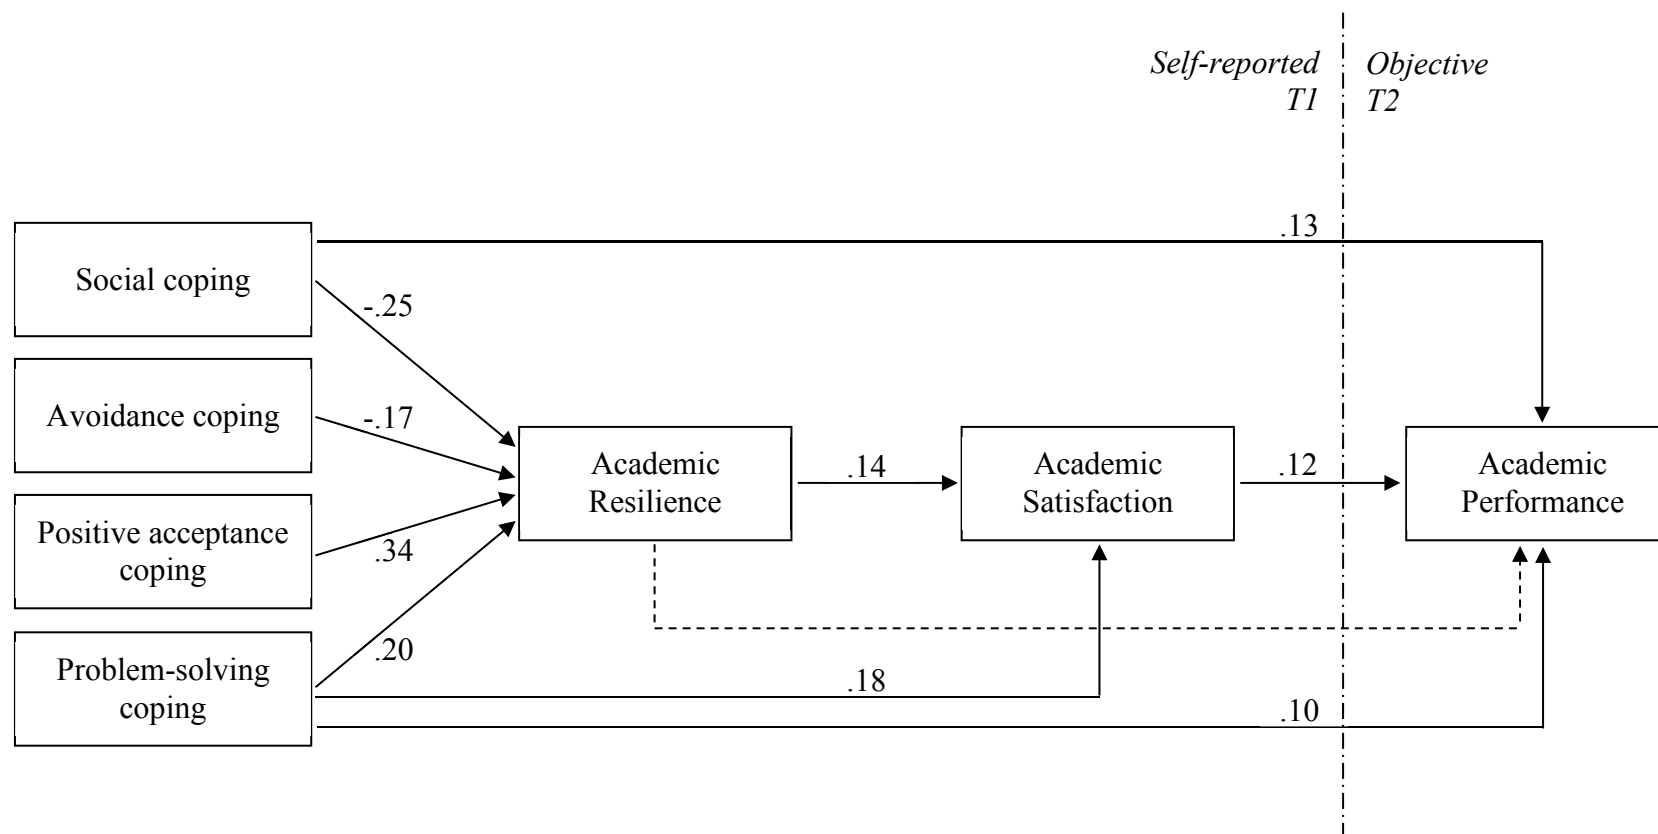 Self-reported
T1
Objective
T2
.13
Social coping
-.25
Avoidance coping
-.17
Academic
Resilience
.14
Academic
Satisfaction
.12
Academic
Performance
Positive acceptance
coping
.34
.20
Problem-solving
coping
.18
.10